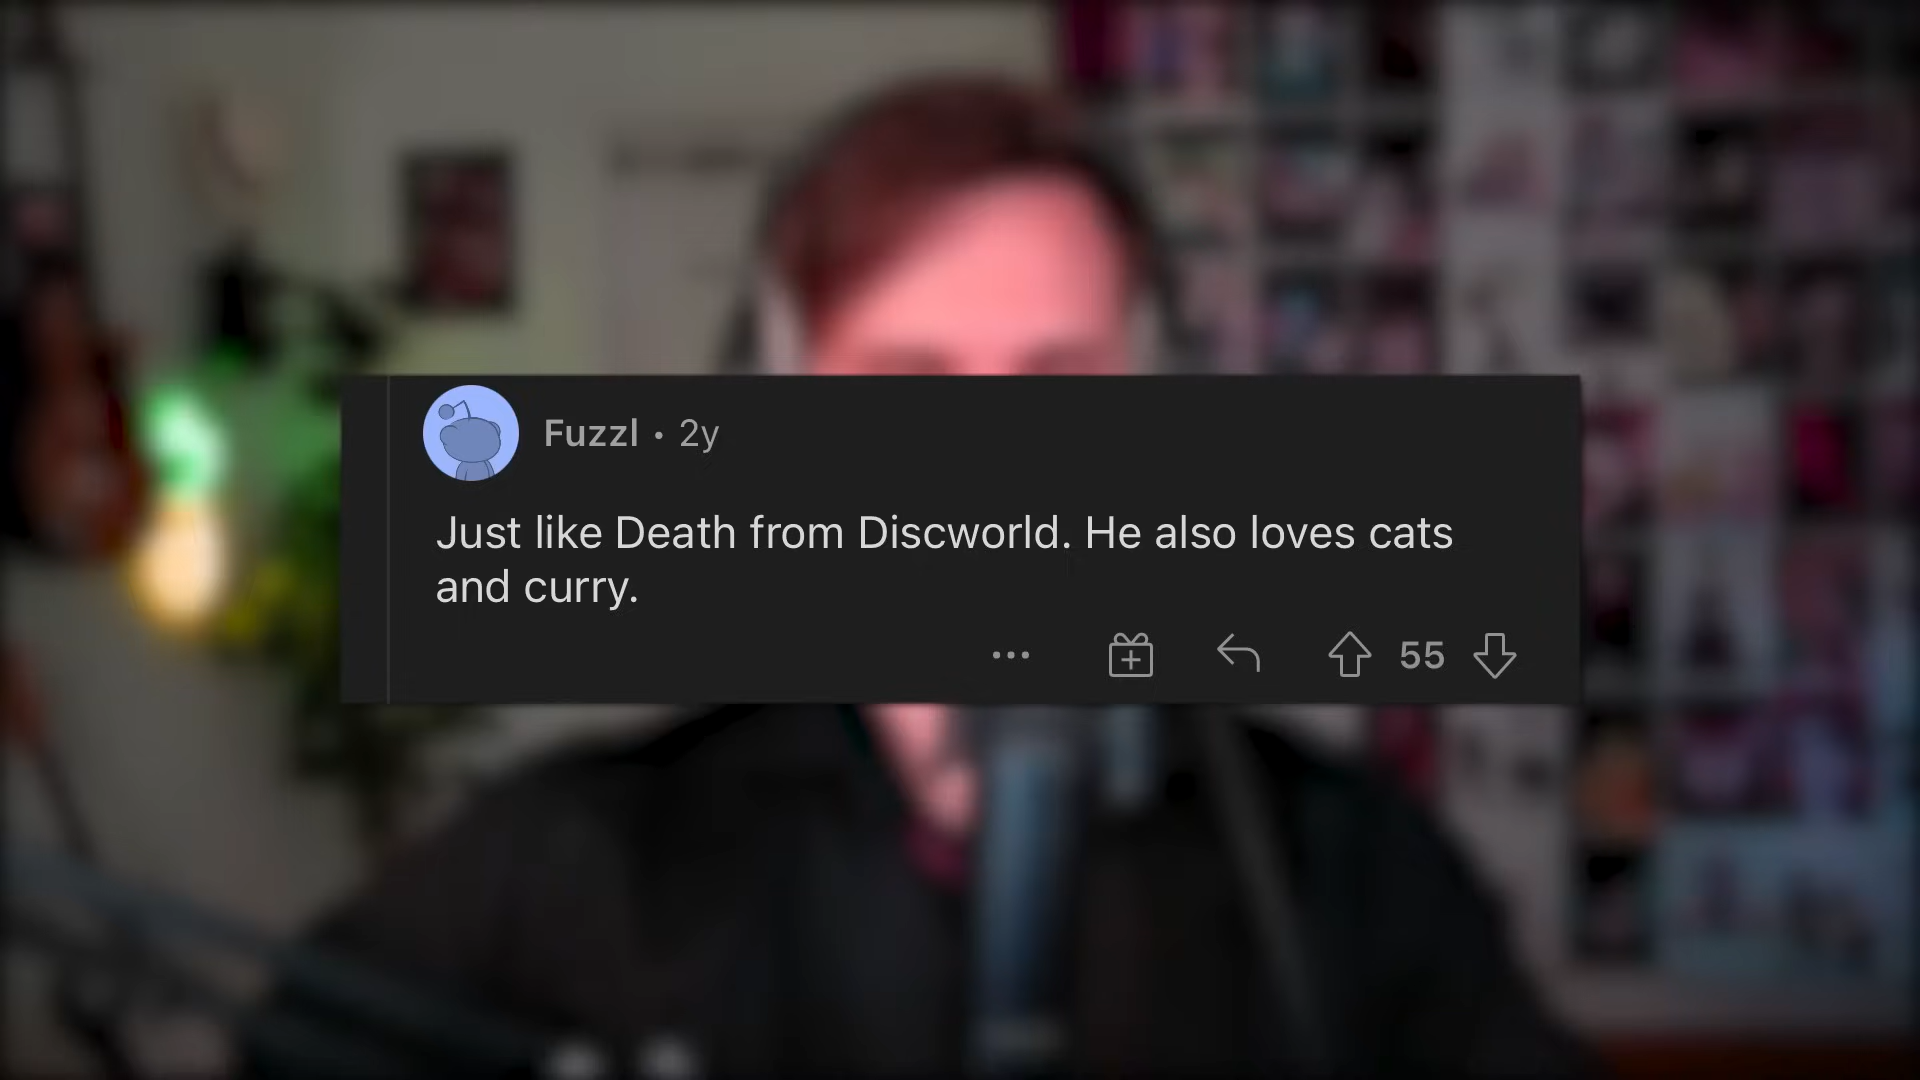 Fuzzl • 2y
Just like Death from Discworld. He also loves cats
and curry.
55